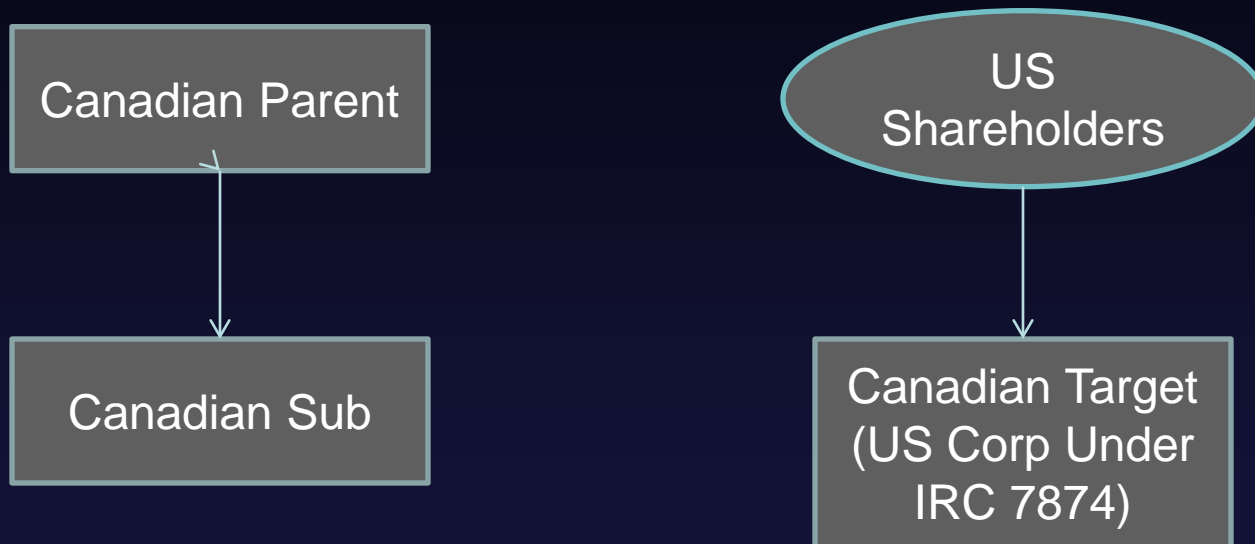 Canadian Parent
US
Shareholders
Canadian Sub
Canadian Target
(US Corp Under
IRC 7874)